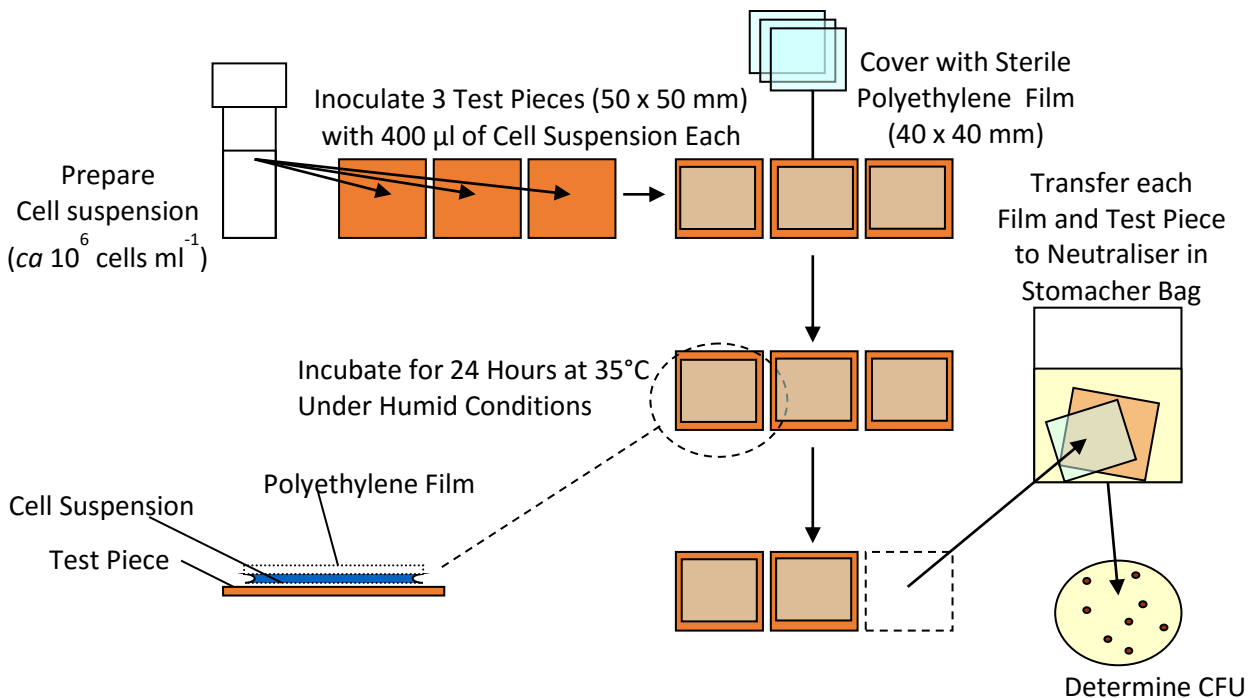 Prepare
Cell suspension
(ca 10⁶ cells ml⁻¹)
Inoculate 3 Test Pieces (50 x 50 mm)
with 400 µl of Cell Suspension Each
Cover with Sterile
Polyethylene Film
(40 x 40 mm)
Transfer each
Film and Test Piece
to Neutraliser in
Stomacher Bag
Incubate for 24 Hours at 35°C
Under Humid Conditions
Polyethylene Film
Cell Suspension
Test Piece
Determine CFU